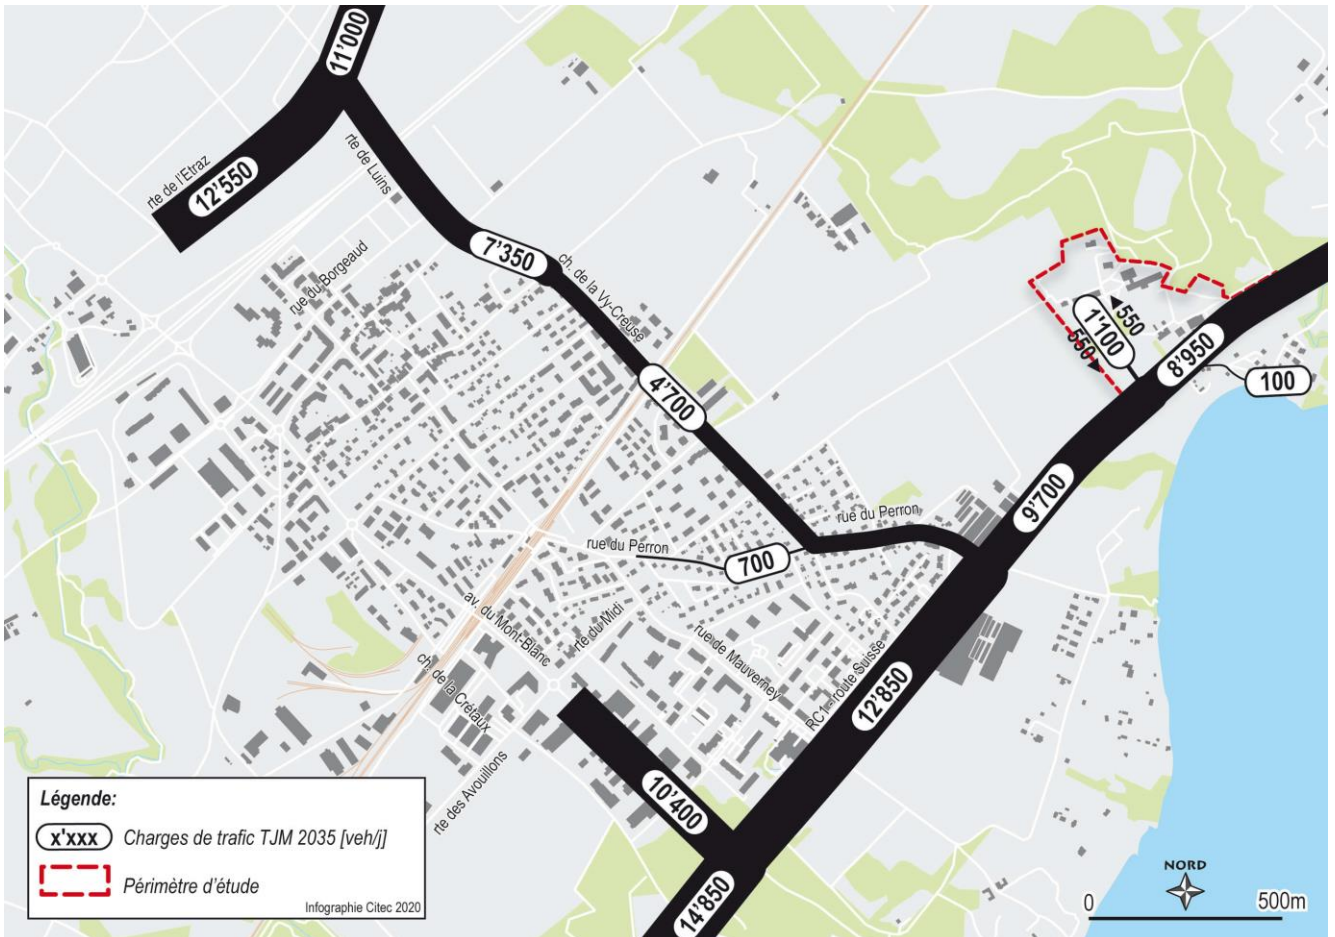 11'000
rte de l'Etraz
12'550
rte de Luins
7'350
ch. de la Vy-Creuse
rue du Borgeaud
550
1'100
550
8'950
100
4'700
9'700
rue du Perron
rue du Perron
700
av. du Mont-Blanc
rte du Midi
rue de Mauverney
ch. de la Crétaux
RC1 - route Suisse
12'850
rte des Avouillons
10'400
14'850
Légende:
x'xxx Charges de trafic TJM 2035 [veh/j]
Périmètre d'étude
Infographie Citec 2020
NORD
0 500m